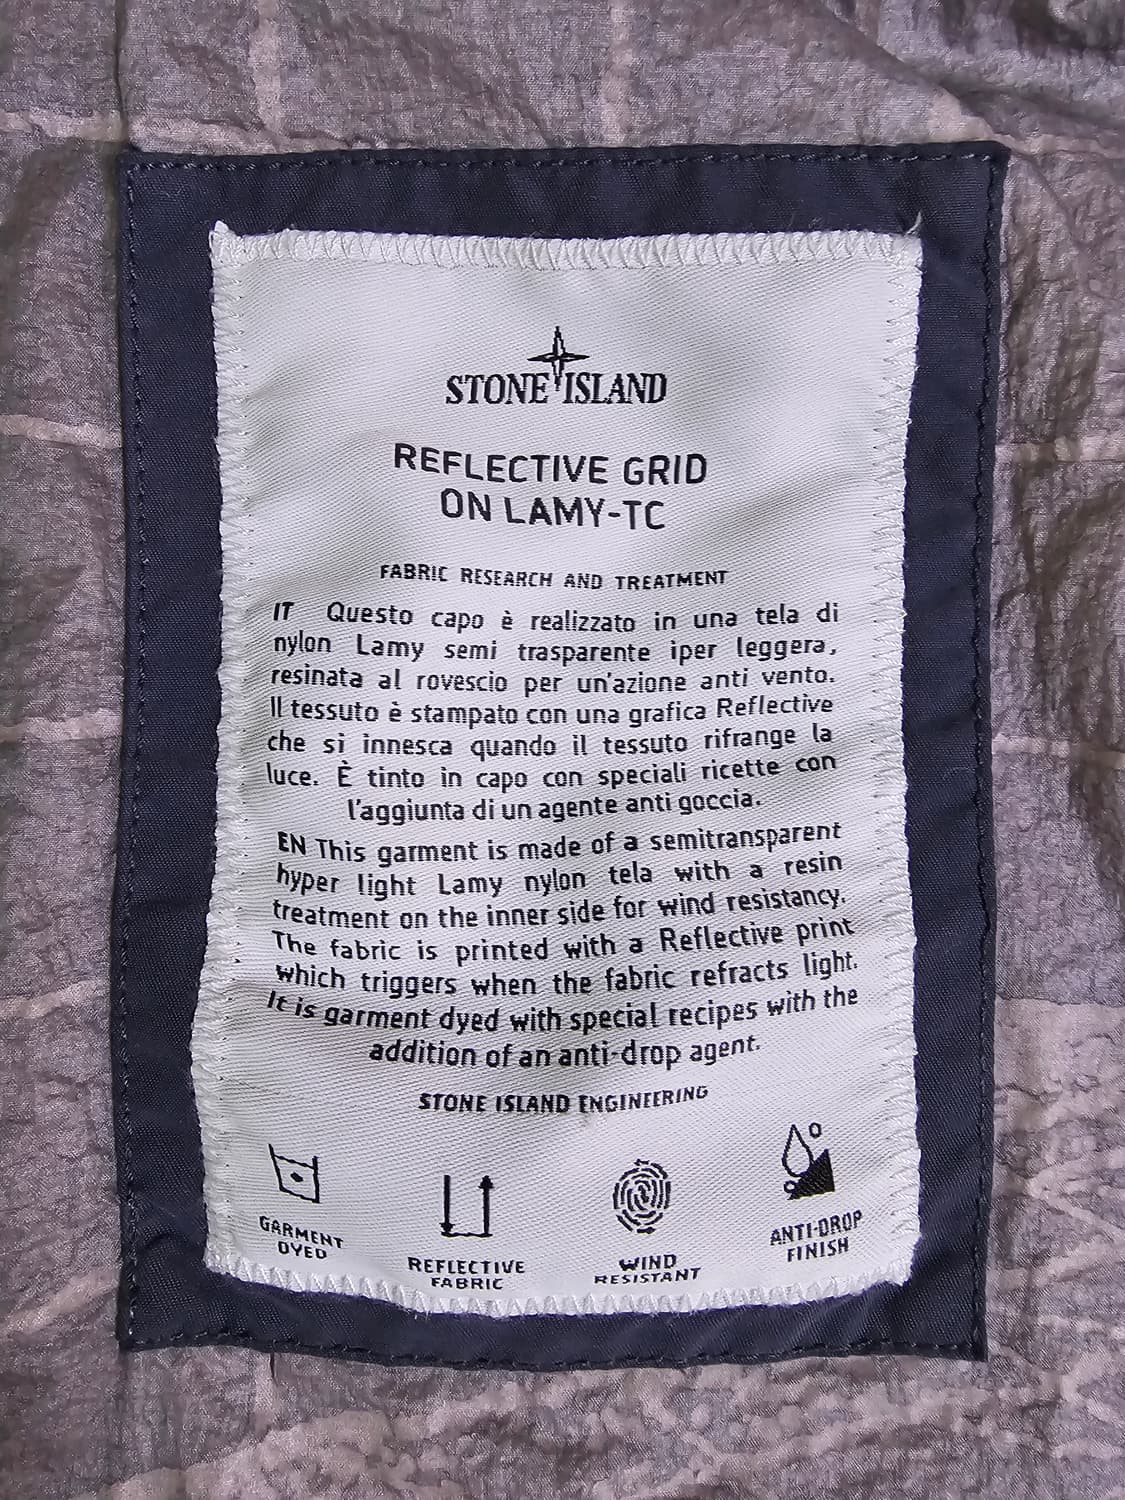 STONE ISLAND
REFLECTIVE GRID
ON LAMY-TC
FABRIC RESEARCH AND TREATMENT
IT Questo capo è realizzato in una tela di
nylon Lamy semi trasparente iper leggera,
resinata al rovescio per un'azione anti vento.
Il tessuto è stampato con una grafica Reflective
che si innesca quando il tessuto rifrange la
luce. È tinto in capo con speciali ricette con
l'aggiunta di un agente anti goccia.
EN This garment is made of a semitransparent
hyper light Lamy nylon tela with a resin
treatment on the inner side for wind resistancy.
The fabric is printed with a Reflective print
which triggers when the fabric refracts light.
It is garment dyed with special recipes with the
addition of an anti-drop agent.
STONE ISLAND ENGINEERING
GARMENT
DYED
REFLECTIVE
FABRIC
WIND
RESISTANT
ANTI-DROP
FINISH